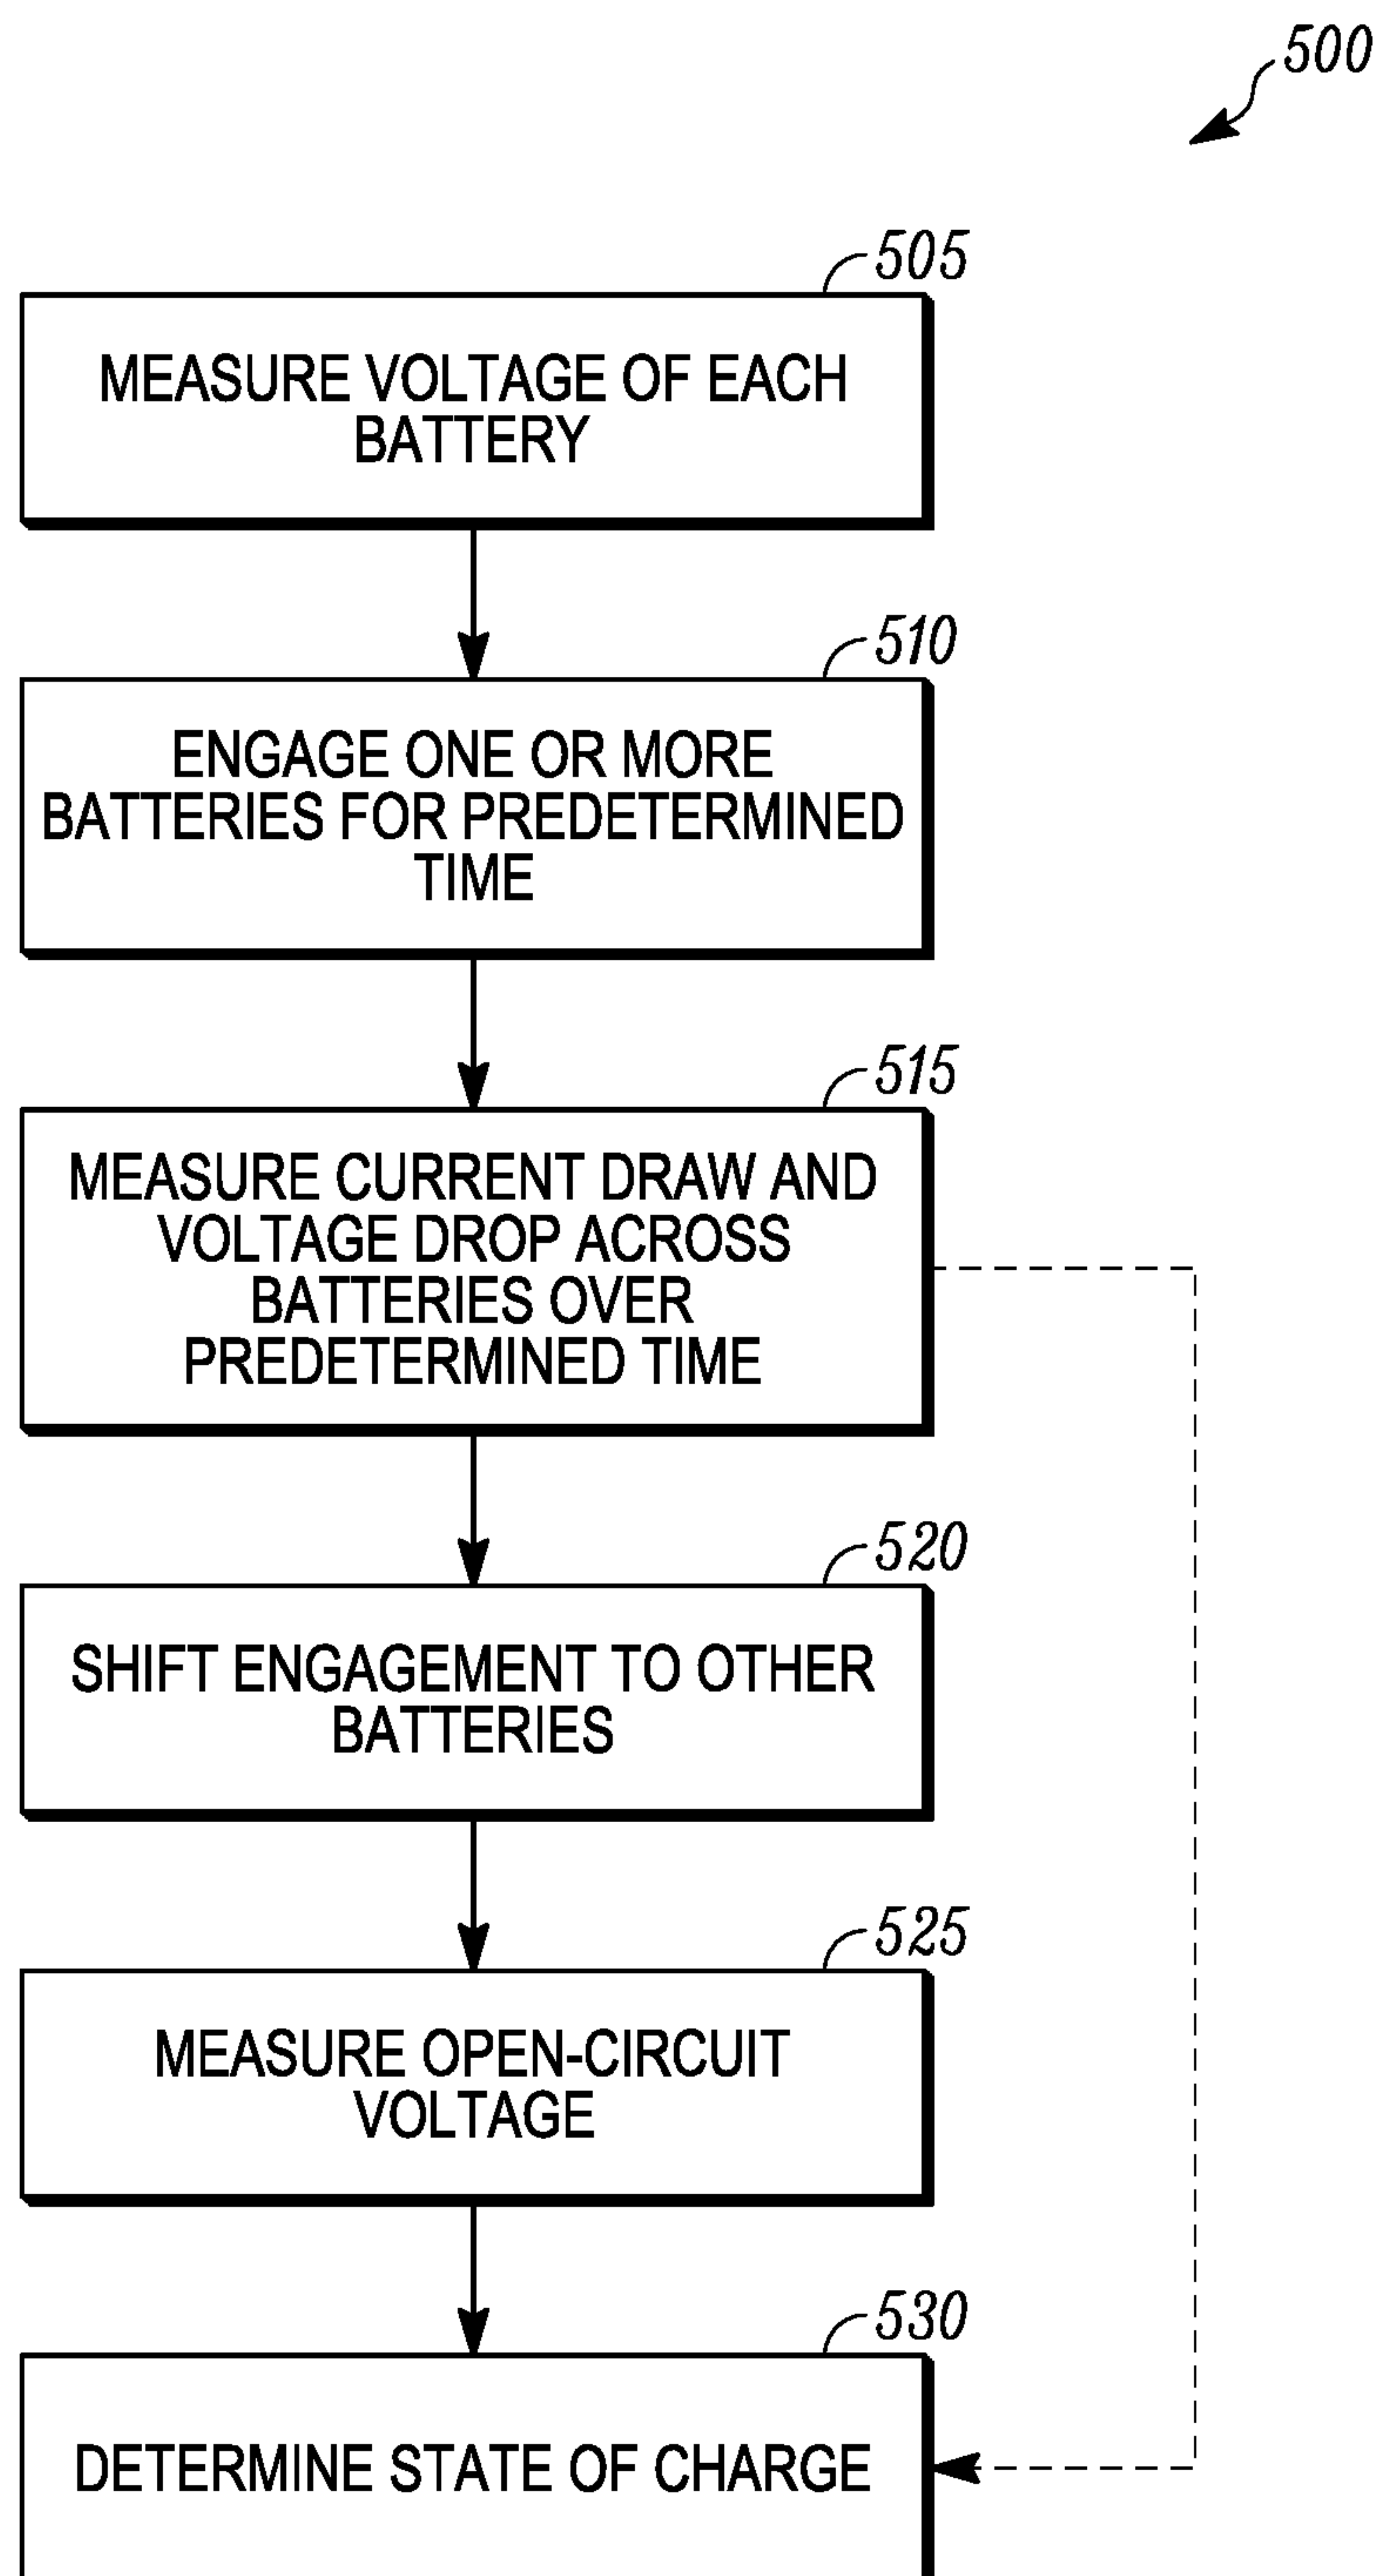 500
505
MEASURE VOLTAGE OF EACH
BATTERY
510
ENGAGE ONE OR MORE
BATTERIES FOR PREDETERMINED
TIME
515
MEASURE CURRENT DRAW AND
VOLTAGE DROP ACROSS
BATTERIES OVER
PREDETERMINED TIME
520
SHIFT ENGAGEMENT TO OTHER
BATTERIES
525
MEASURE OPEN-CIRCUIT
VOLTAGE
530
DETERMINE STATE OF CHARGE